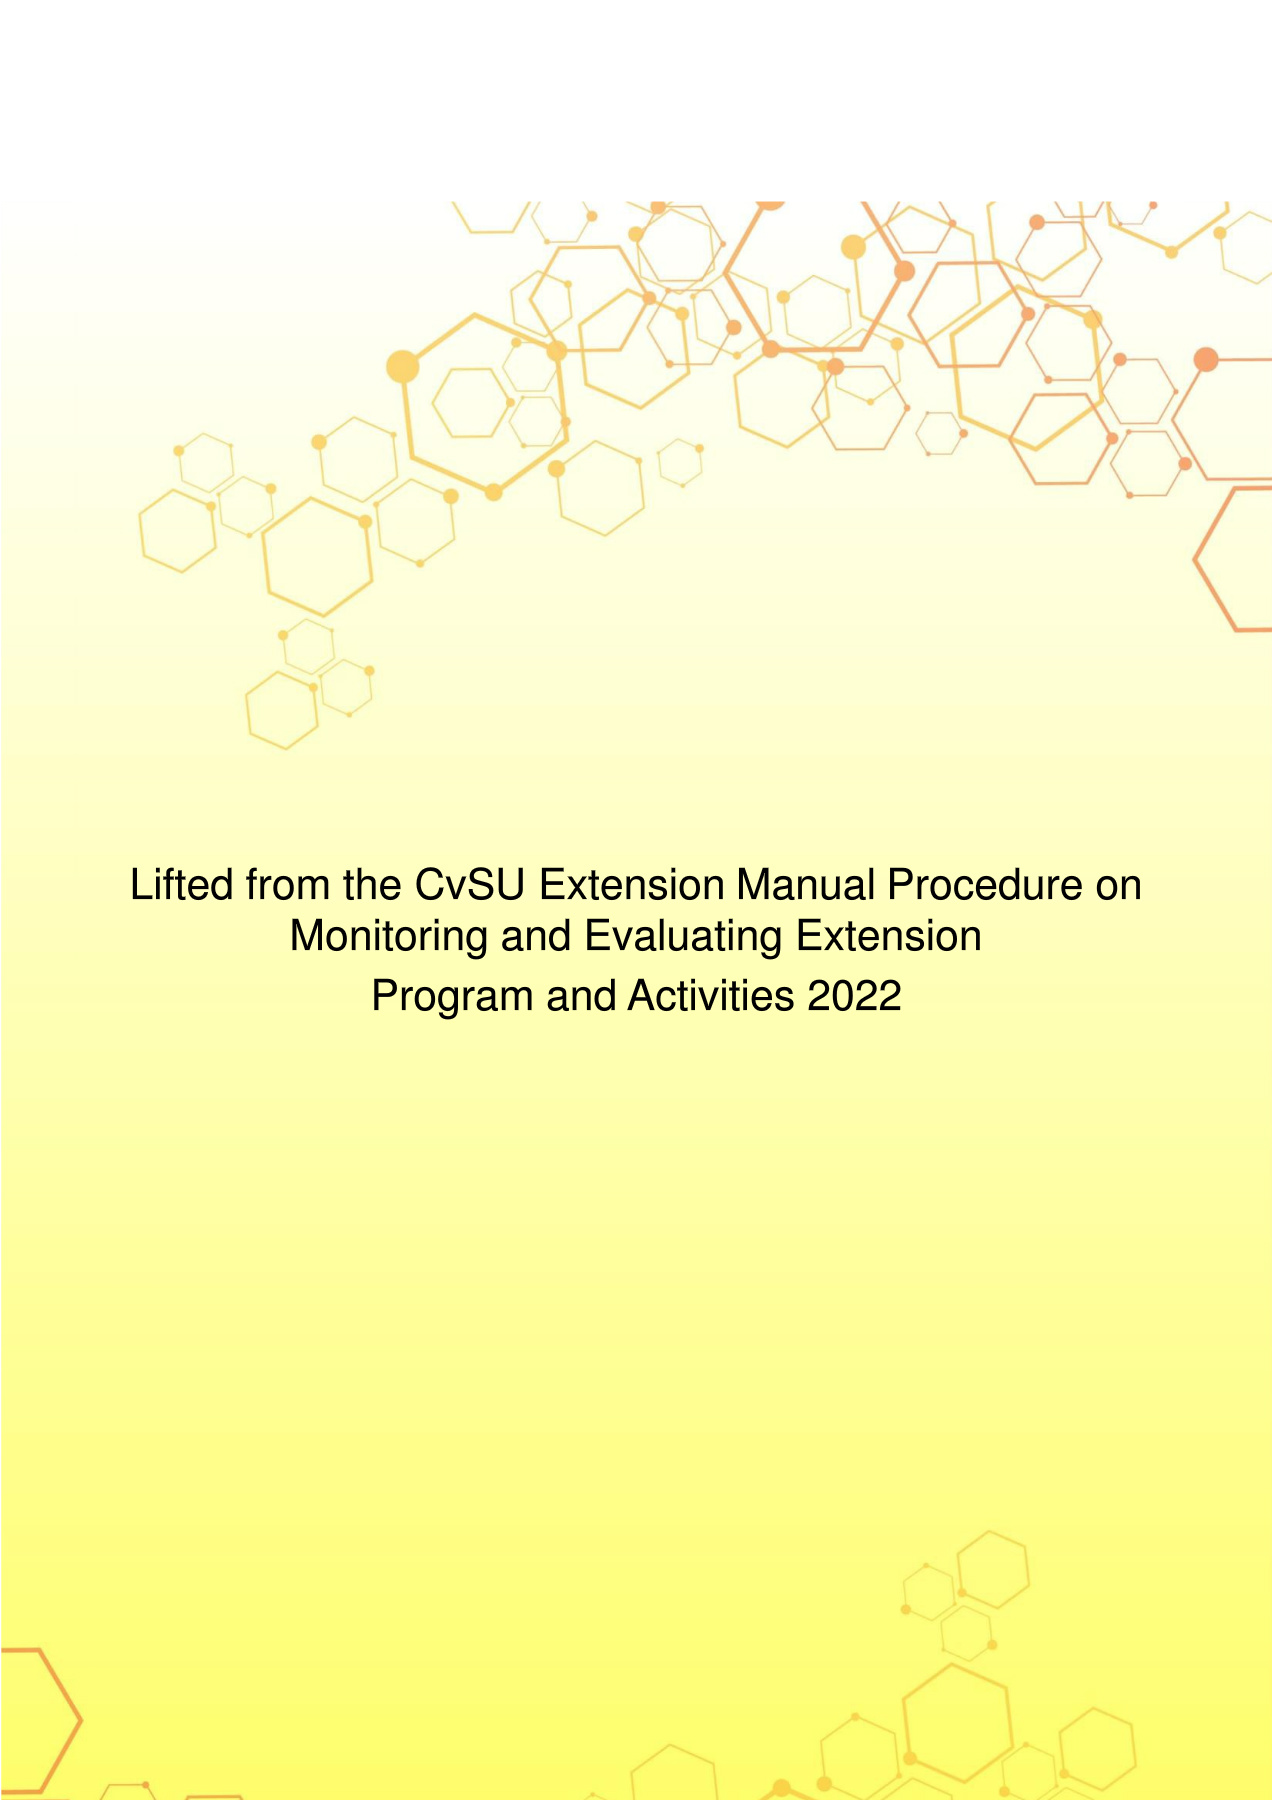 Lifted from the CvSU Extension Manual Procedure on
Monitoring and Evaluating Extension
Program and Activities 2022